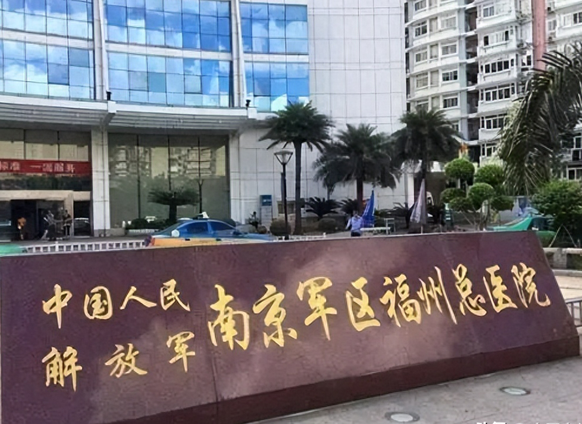 中国人民
解放军
南京军区福州总医院